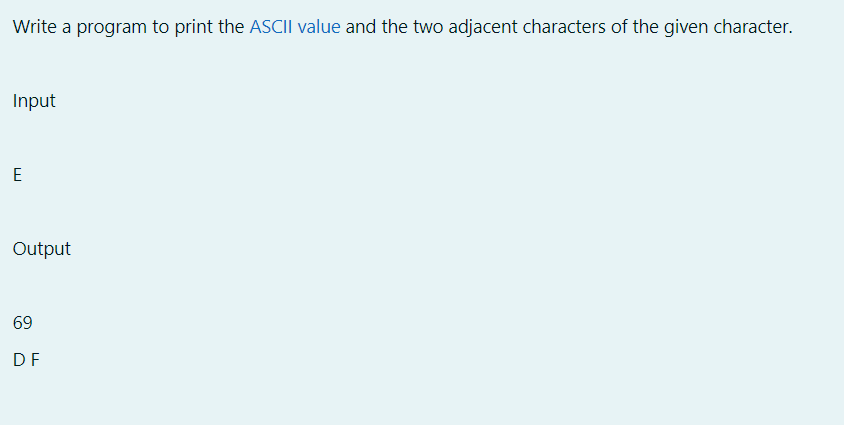 Write a program to print the ASCII value and the two adjacent characters of the given character.
Input
E
Output
69
D F